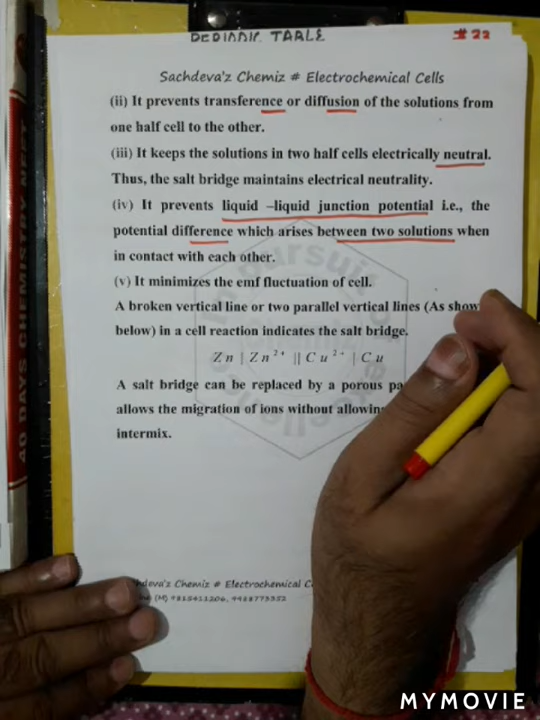 PERIODIC TABLE
#22
Sachdeva'z Chemiz # Electrochemical Cells
(ii) It prevents transference or diffusion of the solutions from
one half cell to the other.
(iii) It keeps the solutions in two half cells electrically neutral.
Thus, the salt bridge maintains electrical neutrality.
(iv) It prevents liquid –liquid junction potential i.e., the
potential difference which arises between two solutions when
in contact with each other.
(v) It minimizes the emf fluctuation of cell.
A broken vertical line or two parallel vertical lines (As show
below) in a cell reaction indicates the salt bridge.
Zn | Zn²⁺ || Cu²⁺ | Cu
A salt bridge can be replaced by a porous pa
allows the migration of ions without allowin
intermix.
40 DAYS CHEMISTRY NEET
hdeva'z Chemiz # Electrochemical C
(M) 9815411206, 9988773352
MYMOVIE